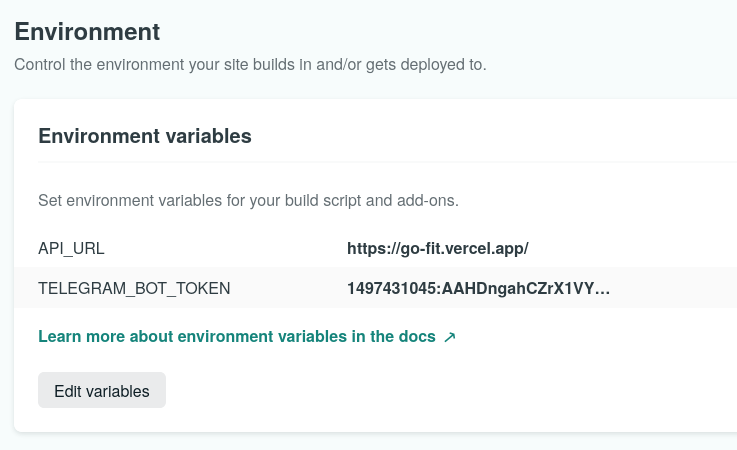 Environment
Control the environment your site builds in and/or gets deployed to.
Environment variables
Set environment variables for your build script and add-ons.
API_URL https://go-fit.vercel.app/
TELEGRAM_BOT_TOKEN 1497431045:AAHDngahCZrX1VY…
Learn more about environment variables in the docs ↗
Edit variables